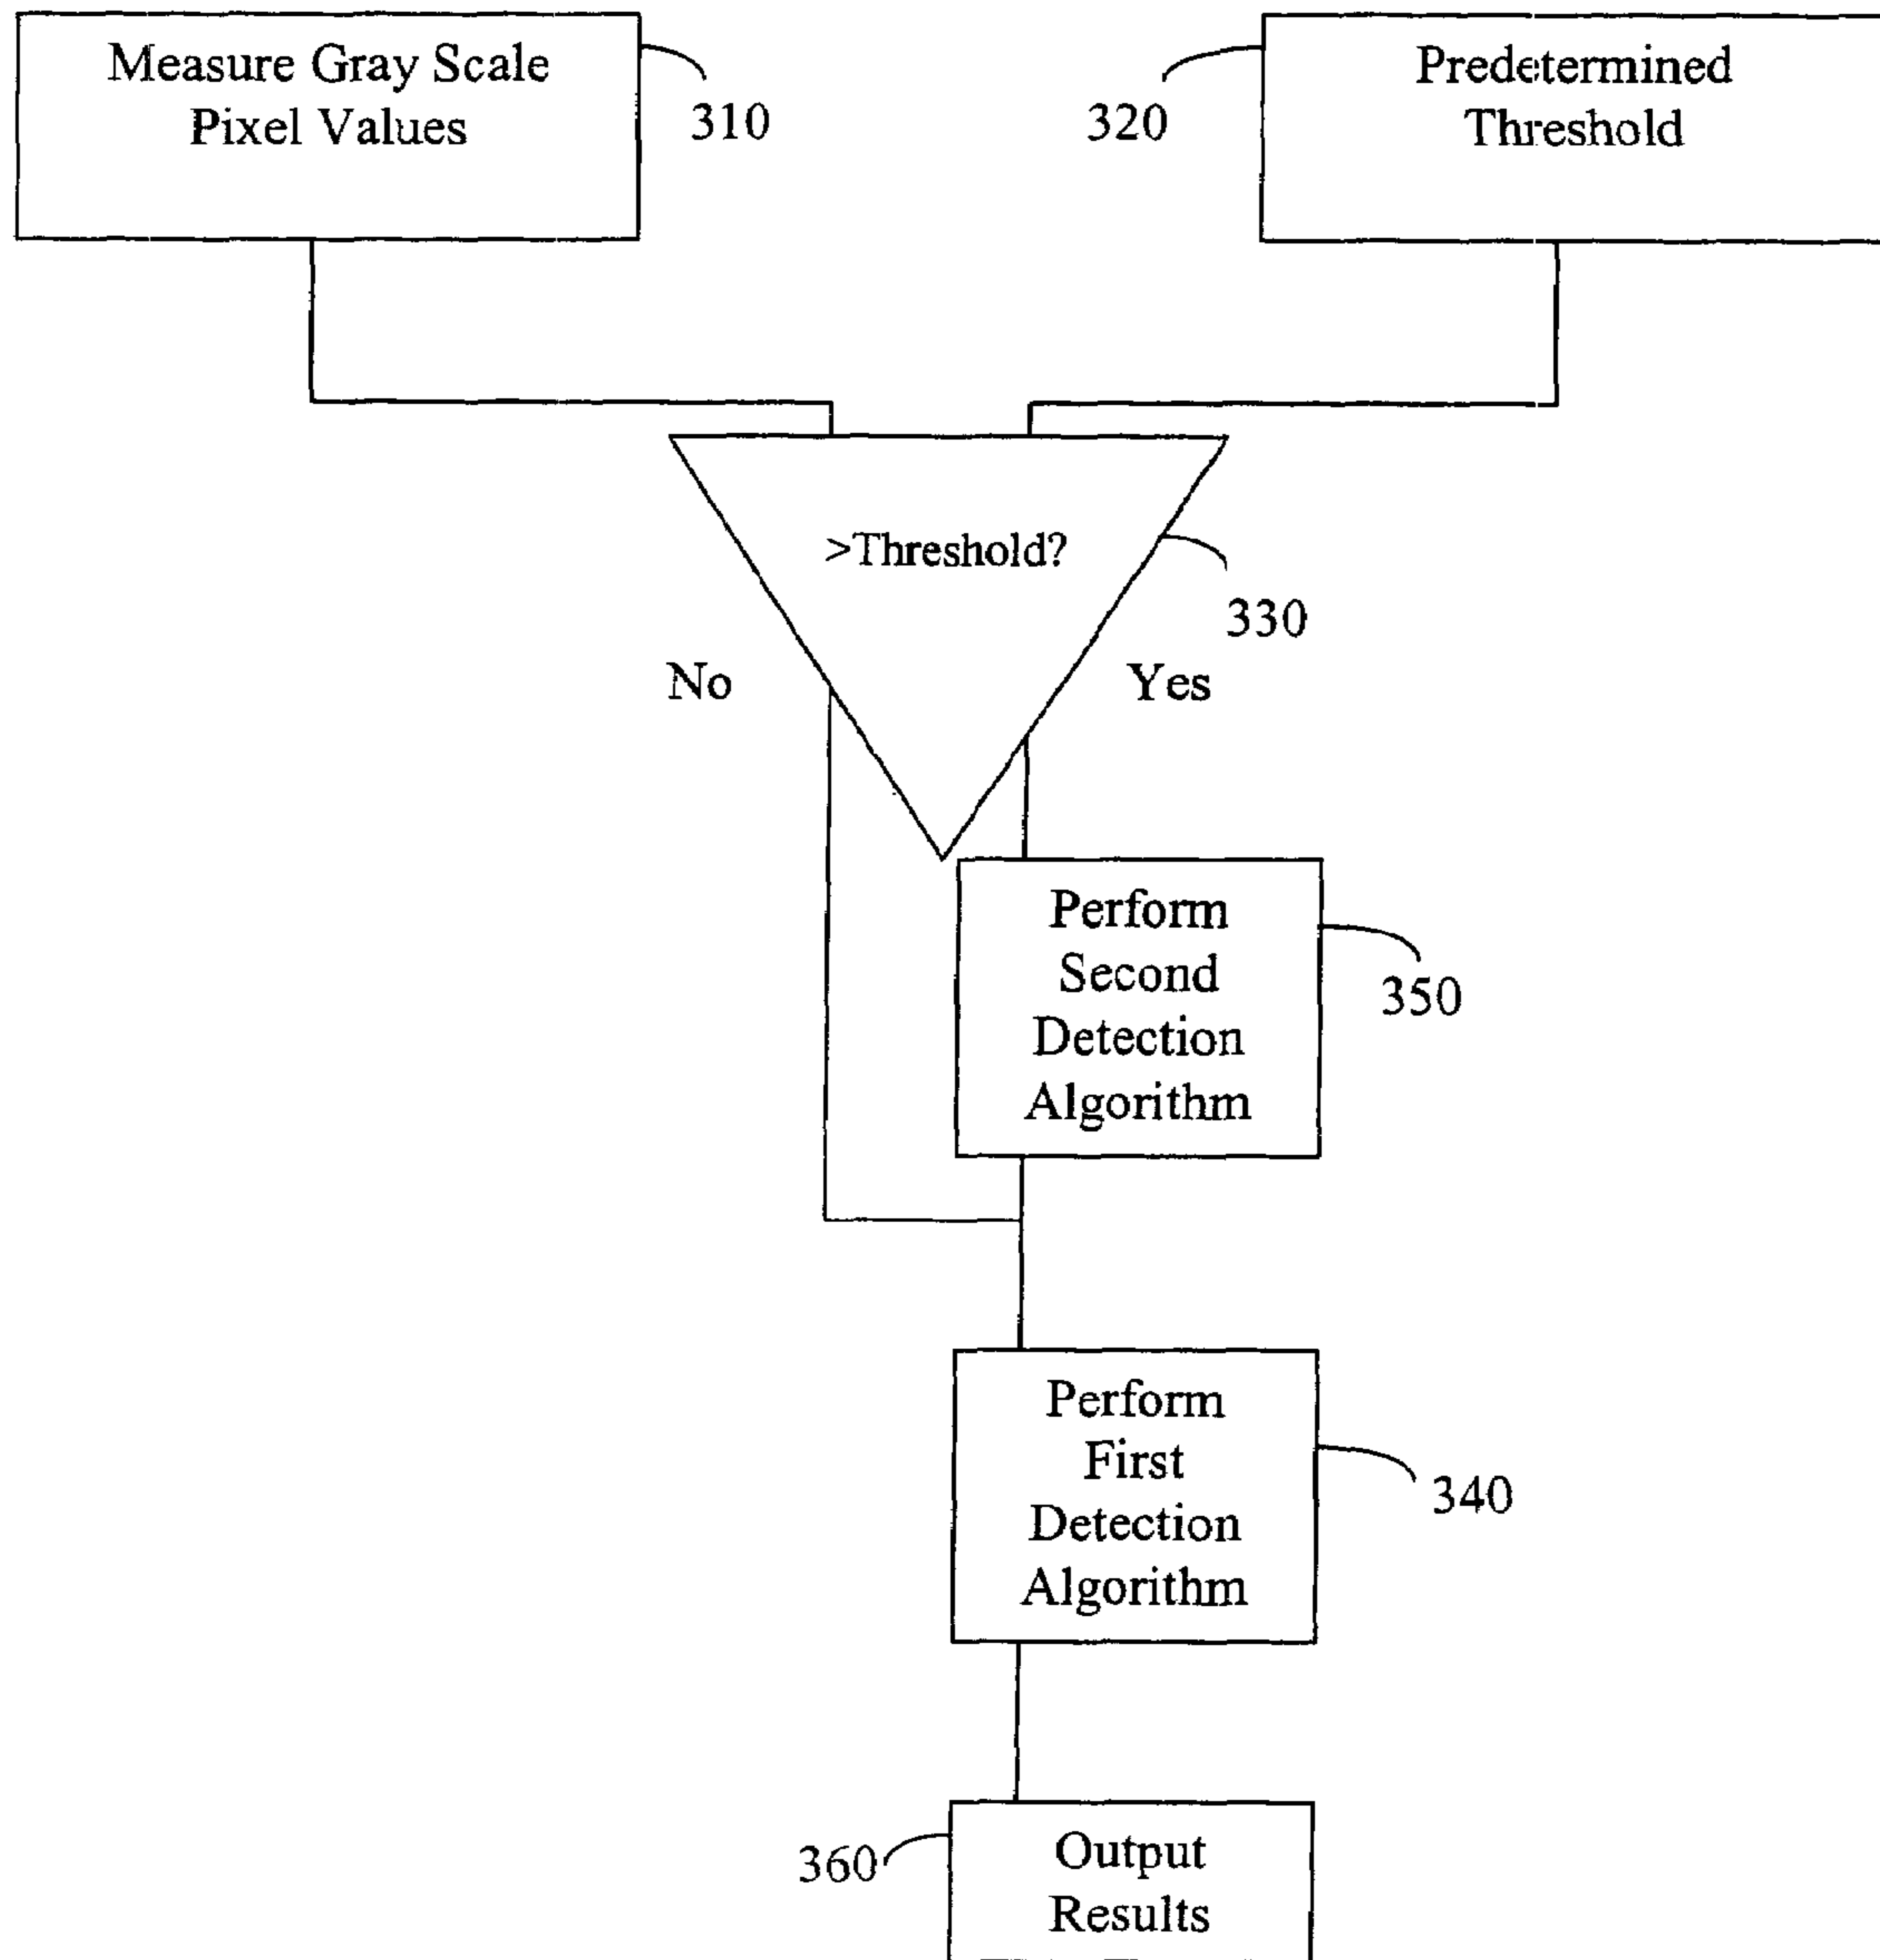 Measure Gray Scale
Pixel Values
310
320
Predetermined
Threshold
>Threshold?
330
No
Yes
Perform
Second
Detection
Algorithm
350
Perform
First
Detection
Algorithm
340
360
Output
Results